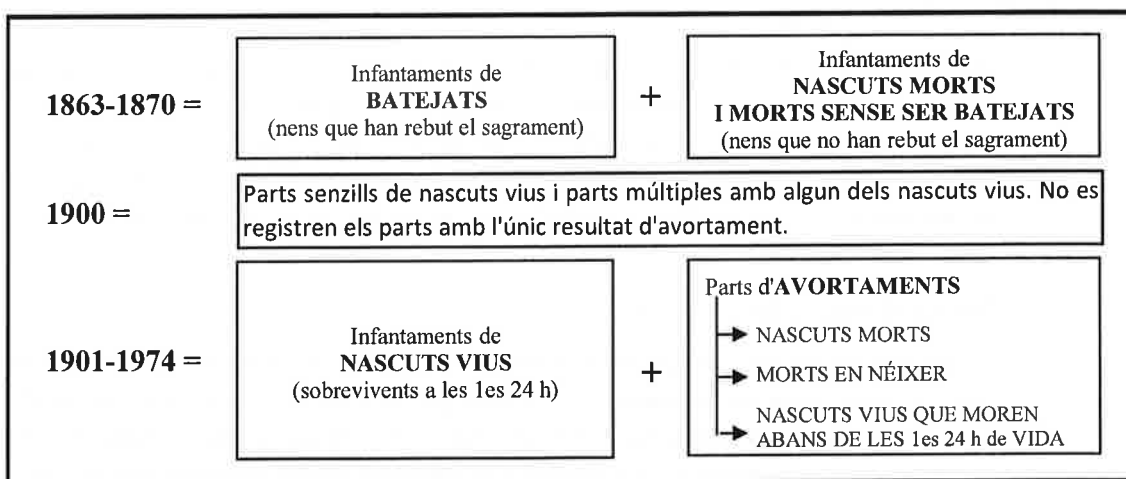 1863-1870 =
Infantaments de
BATEJATS
(nens que han rebut el sagrament)
+
Infantaments de
NASCUTS MORTS
I MORTS SENSE SER BATEJATS
(nens que no han rebut el sagrament)
1900 =
Parts senzills de nascuts vius i parts múltiples amb algun dels nascuts vius. No es
registren els parts amb l'únic resultat d'avortament.
1901-1974 =
Infantaments de
NASCUTS VIUS
(sobrevivents a les 1es 24 h)
+
Parts d'AVORTAMENTS
NASCUTS MORTS
MORTS EN NÉIXER
NASCUTS VIUS QUE MOREN
ABANS DE LES 1es 24 h de VIDA